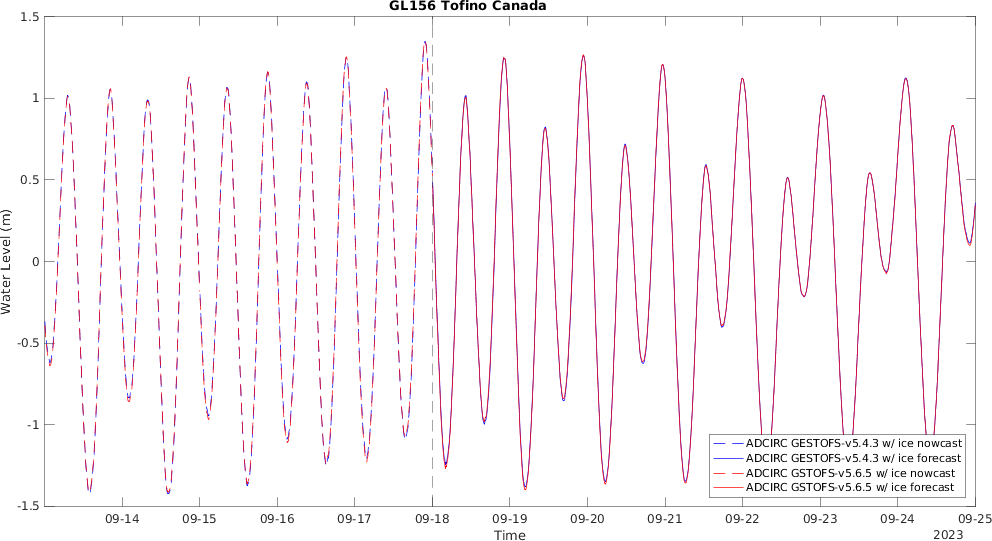 GL156 Tofino Canada
1.5
1
0.5
0
-0.5
-1
-1.5
Water Level (m)
ADCIRC GESTOFS-v5.4.3 w/ ice nowcast
ADCIRC GESTOFS-v5.4.3 w/ ice forecast
ADCIRC GSTOFS-v5.6.5 w/ ice nowcast
ADCIRC GSTOFS-v5.6.5 w/ ice forecast
09-14 09-15 09-16 09-17 09-18 09-19 09-20 09-21 09-22 09-23 09-24 09-25
Time
2023